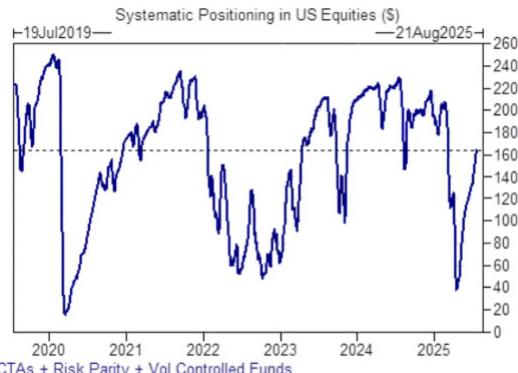 Systematic Positioning in US Equities ($)
19Jul2019
21Aug2025
260
240
220
200
180
160
140
120
100
80
60
40
20
0
2020 2021 2022 2023 2024 2025
CTAs + Risk Parity + Vol Controlled Funds